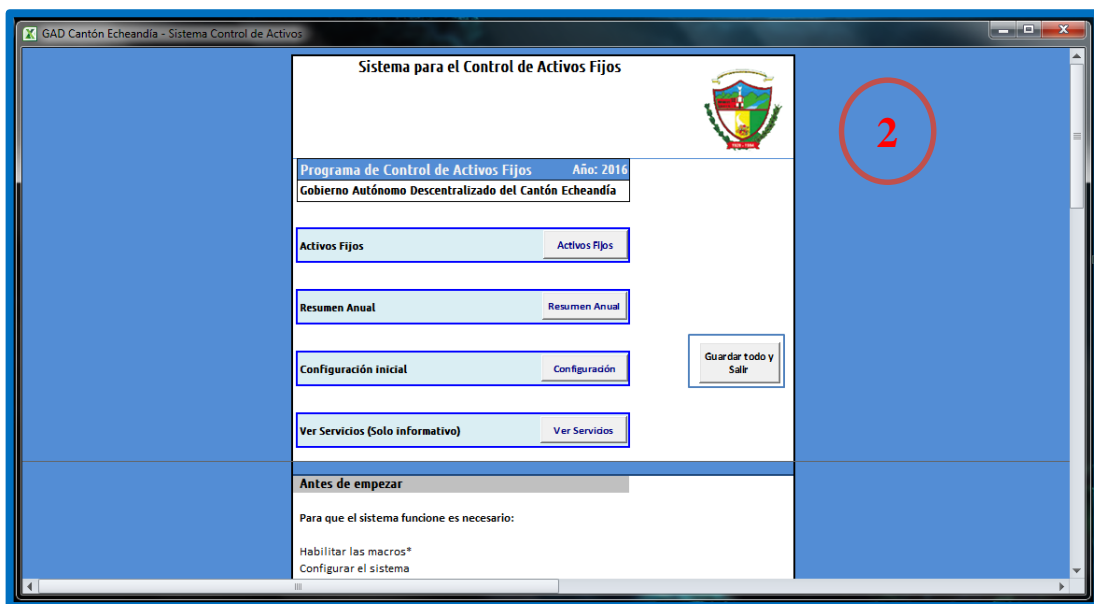 GAD Cantón Echeandía - Sistema Control de Activos
Sistema para el Control de Activos Fijos
2
Programa de Control de Activos Fijos Año: 2016
Gobierno Autónomo Descentralizado del Cantón Echeandía
Activos Fijos Activos Fijos
Resumen Anual Resumen Anual
Guardar todo y
Salir
Configuración inicial Configuración
Ver Servicios (Solo informativo) Ver Servicios
Antes de empezar
Para que el sistema funcione es necesario:
Habilitar las macros*
Configurar el sistema